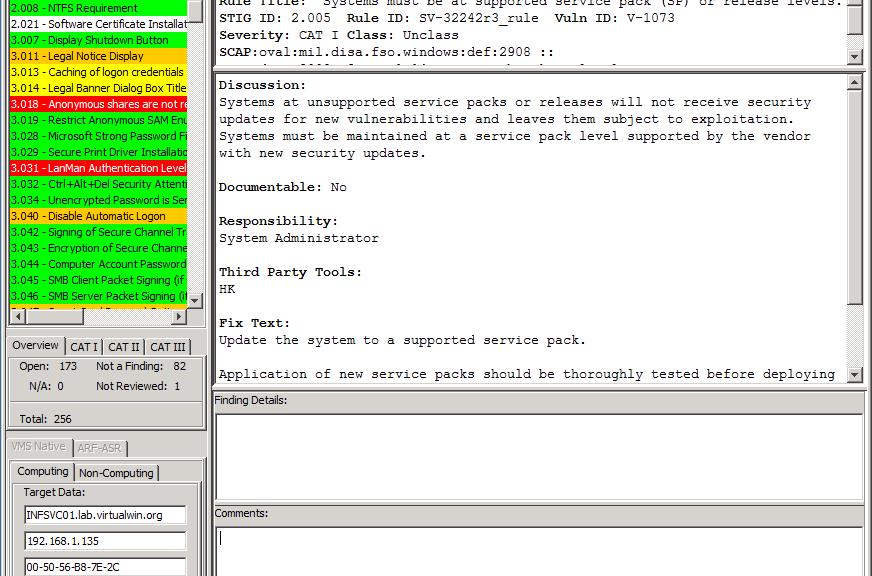 2.008 - NTFS Requirement
2.021 - Software Certificate Installat
3.007 - Display Shutdown Button
3.011 - Legal Notice Display
3.013 - Caching of logon credentials
3.014 - Legal Banner Dialog Box Title
3.018 - Anonymous shares are not re
3.019 - Restrict Anonymous SAM Enu
3.028 - Microsoft Strong Password Fi
3.029 - Secure Print Driver Installatio
3.031 - LanMan Authentication Level
3.032 - Ctrl+Alt+Del Security Attenti
3.034 - Unencrypted Password is Ser
3.040 - Disable Automatic Logon
3.042 - Signing of Secure Channel Tr
3.043 - Encryption of Secure Channe
3.044 - Computer Account Password
3.045 - SMB Client Packet Signing (if
3.046 - SMB Server Packet Signing (if
Overview CAT I CAT II CAT III
Open: 173 Not a Finding: 82
N/A: 0 Not Reviewed: 1
Total: 256
VMS Native ARF-ASR
Computing Non-Computing
Target Data:
INFSVC01.lab.virtualwin.org
192.168.1.135
00-50-56-B8-7E-2C
Rule Title: Systems must be at supported service pack (SP) or release levels.
STIG ID: 2.005 Rule ID: SV-32242r3_rule Vuln ID: V-1073
Severity: CAT I Class: Unclass
SCAP:oval:mil.disa.fso.windows:def:2908 ::
Discussion:
Systems at unsupported service packs or releases will not receive security
updates for new vulnerabilities and leaves them subject to exploitation.
Systems must be maintained at a service pack level supported by the vendor
with new security updates.
Documentable: No
Responsibility:
System Administrator
Third Party Tools:
HK
Fix Text:
Update the system to a supported service pack.
Application of new service packs should be thoroughly tested before deploying
Finding Details:
Comments: